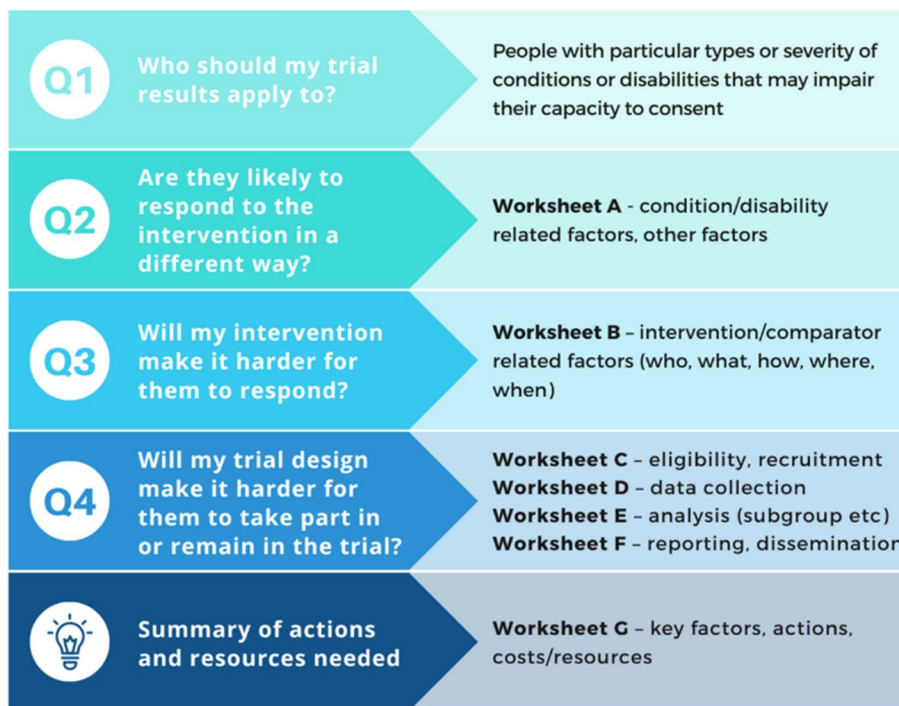 Q1
Who should my trial
results apply to?
People with particular types or severity of
conditions or disabilities that may impair
their capacity to consent
Q2
Are they likely to
respond to the
intervention in a
different way?
Worksheet A - condition/disability
related factors, other factors
Q3
Will my intervention
make it harder for
them to respond?
Worksheet B – intervention/comparator
related factors (who, what, how, where,
when)
Q4
Will my trial design
make it harder for
them to take part in
or remain in the trial?
Worksheet C – eligibility, recruitment
Worksheet D – data collection
Worksheet E – analysis (subgroup etc)
Worksheet F – reporting, dissemination
Summary of actions
and resources needed
Worksheet G – key factors, actions,
costs/resources